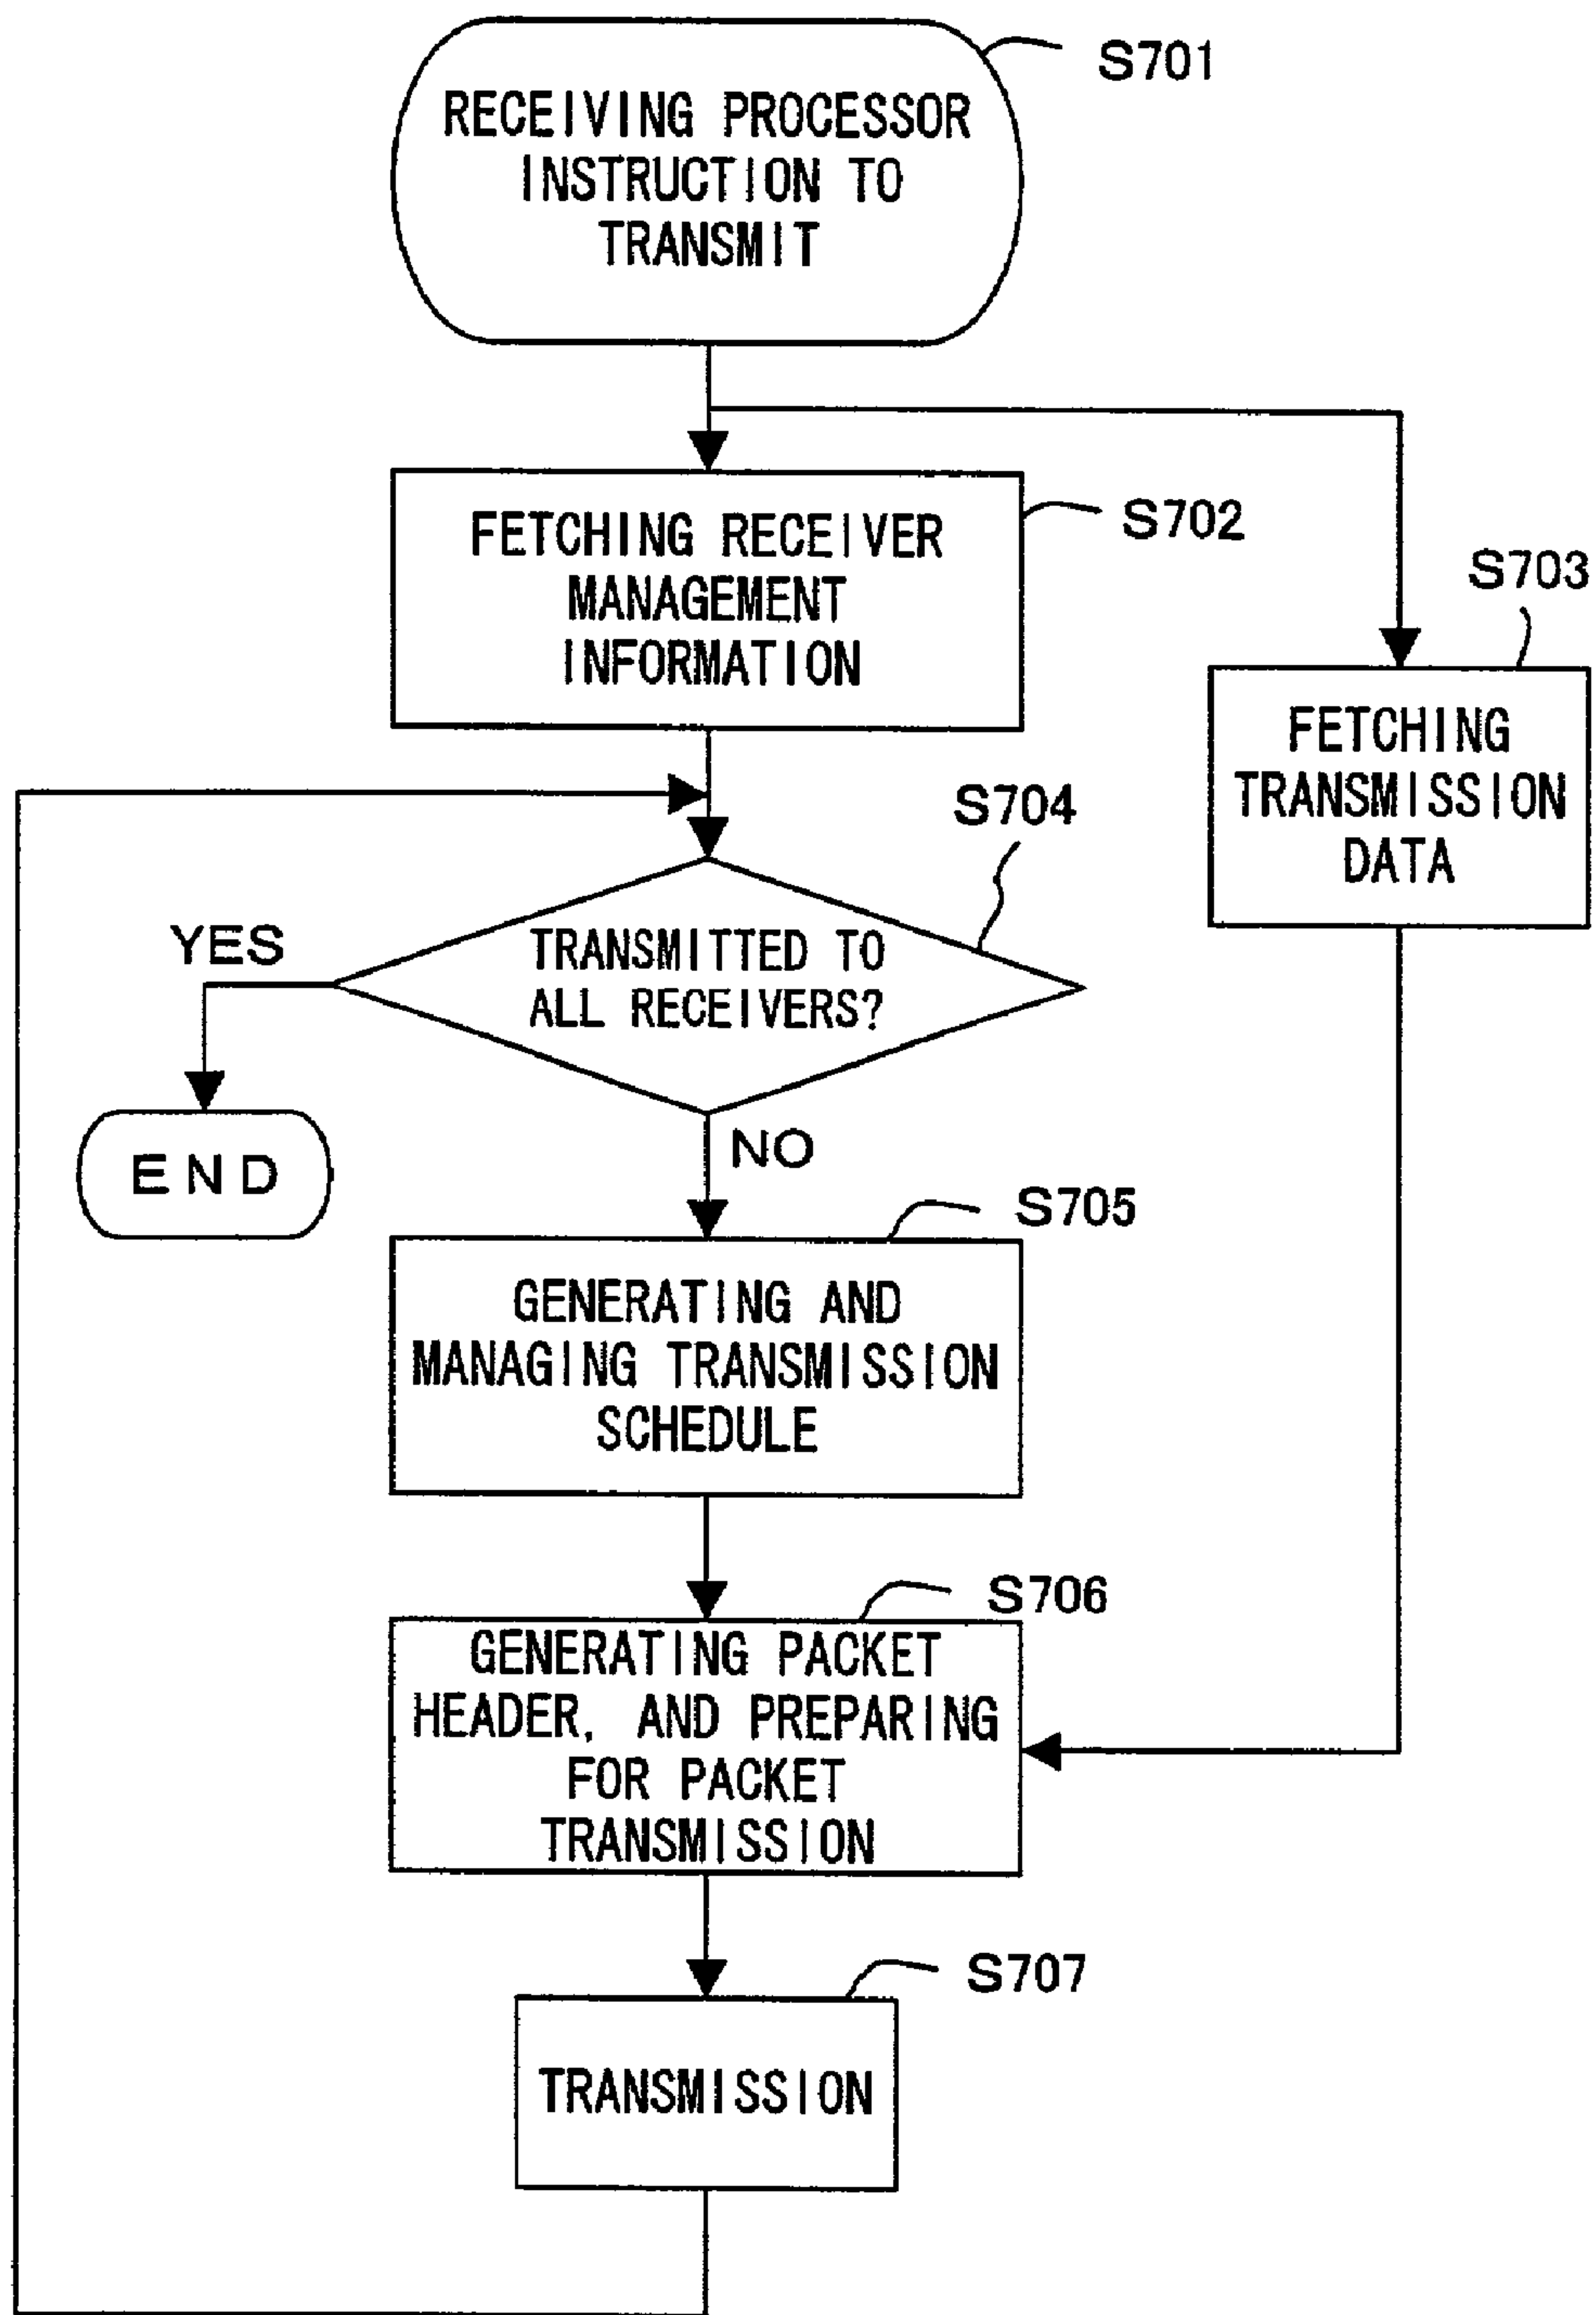 S701
RECEIVING PROCESSOR
INSTRUCTION TO
TRANSMIT
S702
FETCHING RECEIVER
MANAGEMENT
INFORMATION
S703
FETCHING
TRANSMISSION
DATA
S704
YES
TRANSMITTED TO
ALL RECEIVERS?
END
NO
S705
GENERATING AND
MANAGING TRANSMISSION
SCHEDULE
S706
GENERATING PACKET
HEADER, AND PREPARING
FOR PACKET
TRANSMISSION
S707
TRANSMISSION